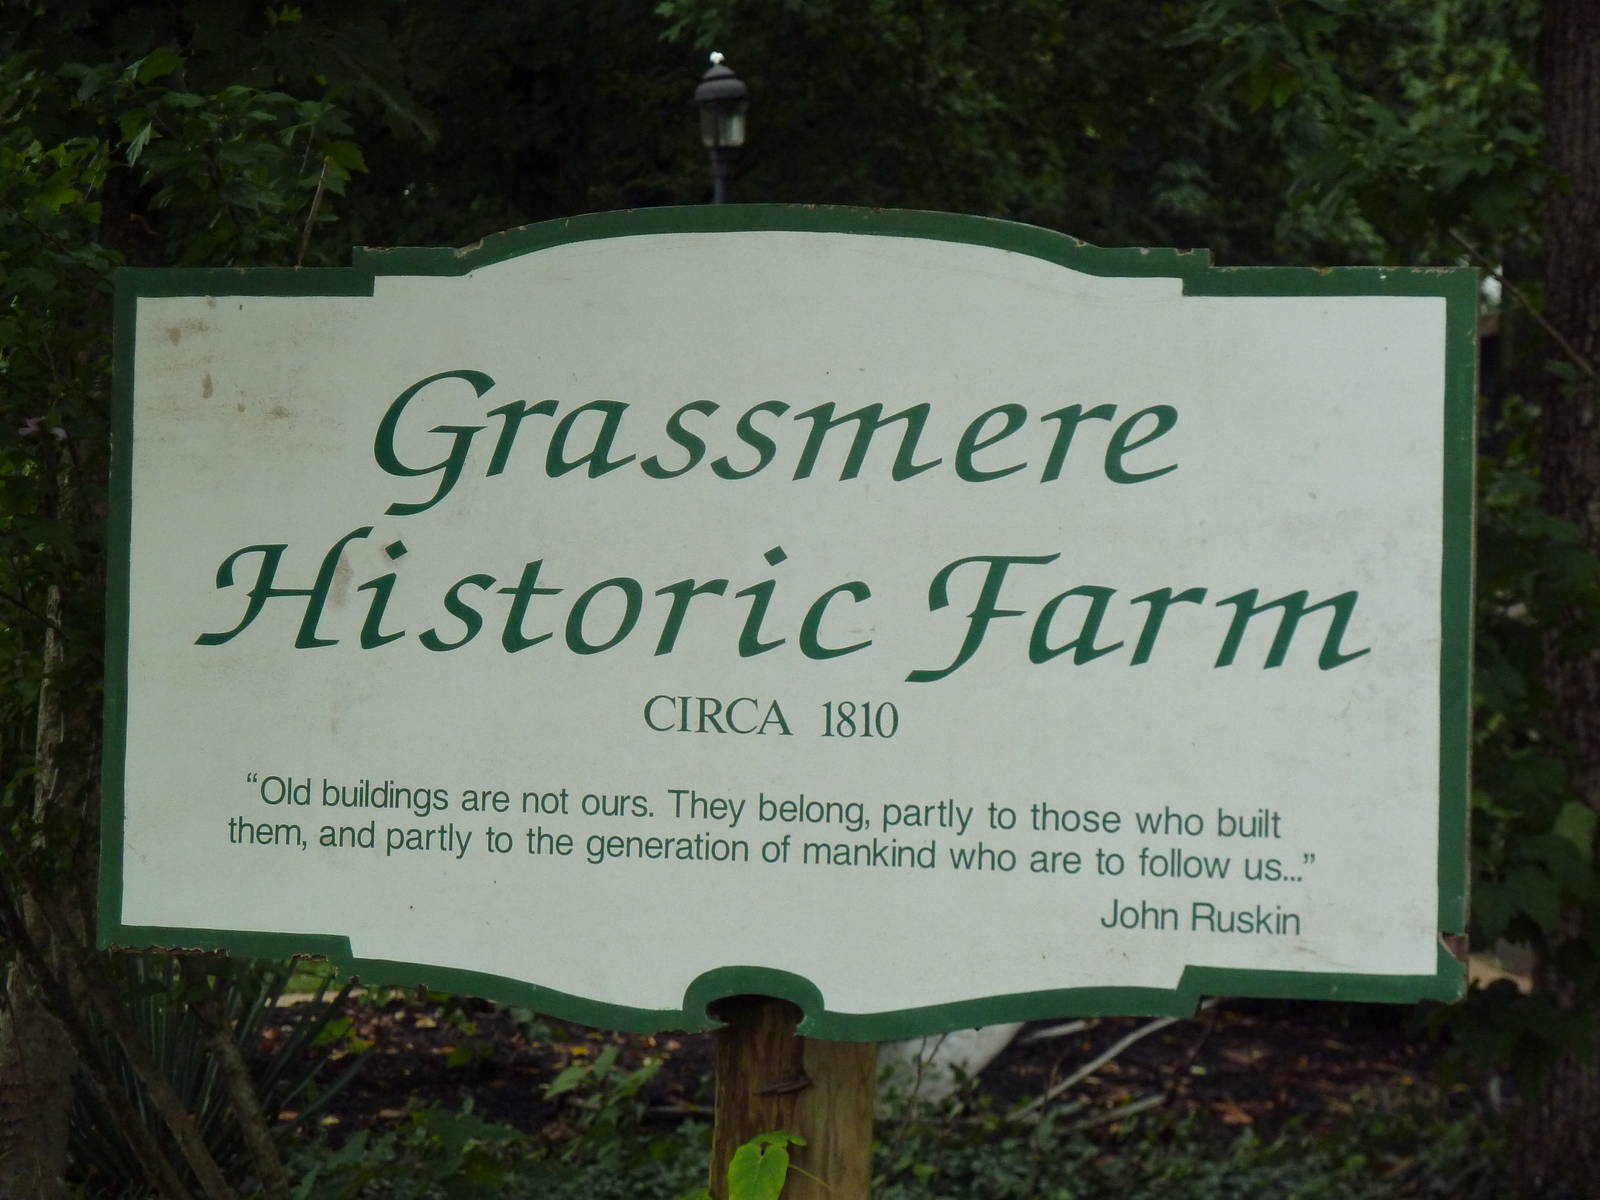 Grassmere
Historic Farm
CIRCA 1810
“Old buildings are not ours. They belong, partly to those who built
them, and partly to the generation of mankind who are to follow us...”
John Ruskin